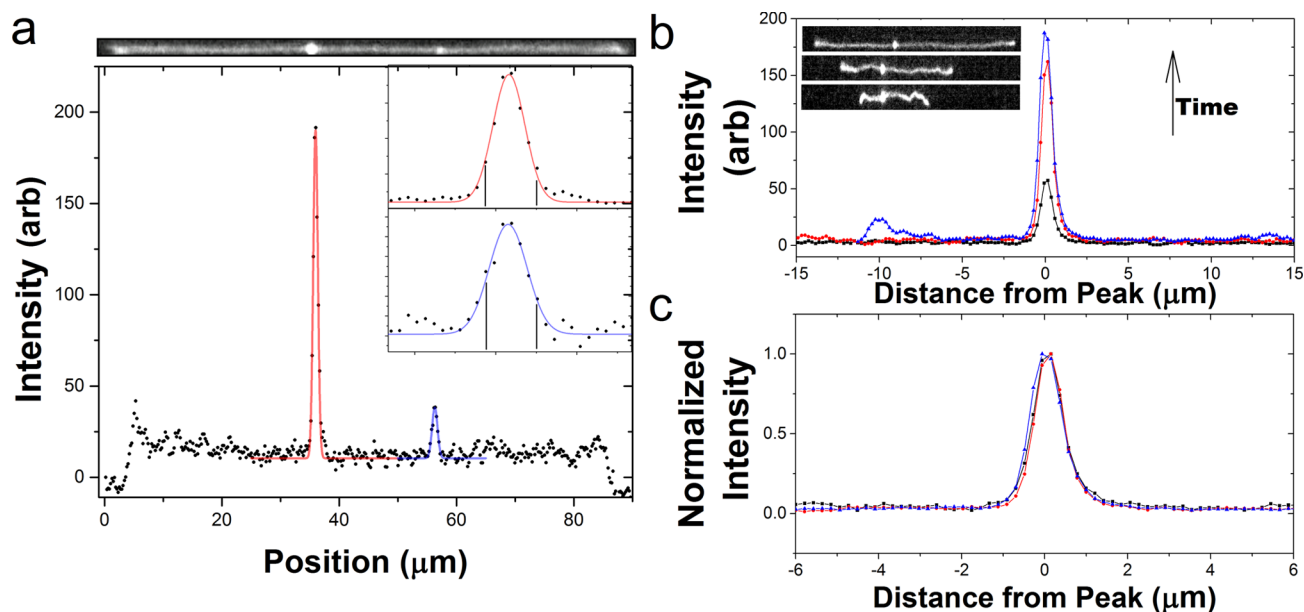 a
Intensity (arb)
200
150
100
50
0
0
20
40
60
80
Position (μm)
b
Intensity
(arb)
200
150
100
50
0
Time
-15
-10
-5
0
5
10
15
Distance from Peak (μm)
c
Normalized
Intensity
1.0
0.5
0.0
-6
-4
-2
0
2
4
6
Distance from Peak (μm)